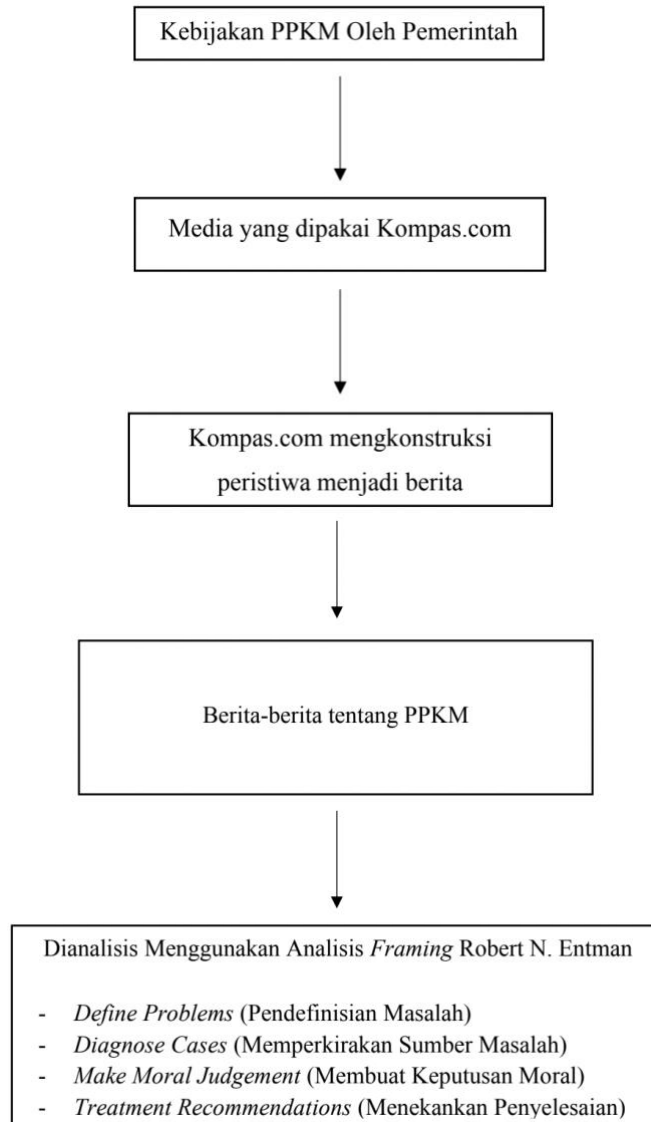 Kebijakan PPKM Oleh Pemerintah
Media yang dipakai Kompas.com
Kompas.com mengkonstruksi
peristiwa menjadi berita
Berita-berita tentang PPKM
Dianalisis Menggunakan Analisis Framing Robert N. Entman
- Define Problems (Pendefinisian Masalah)
- Diagnose Cases (Memperkirakan Sumber Masalah)
- Make Moral Judgement (Membuat Keputusan Moral)
- Treatment Recommendations (Menekankan Penyelesaian)